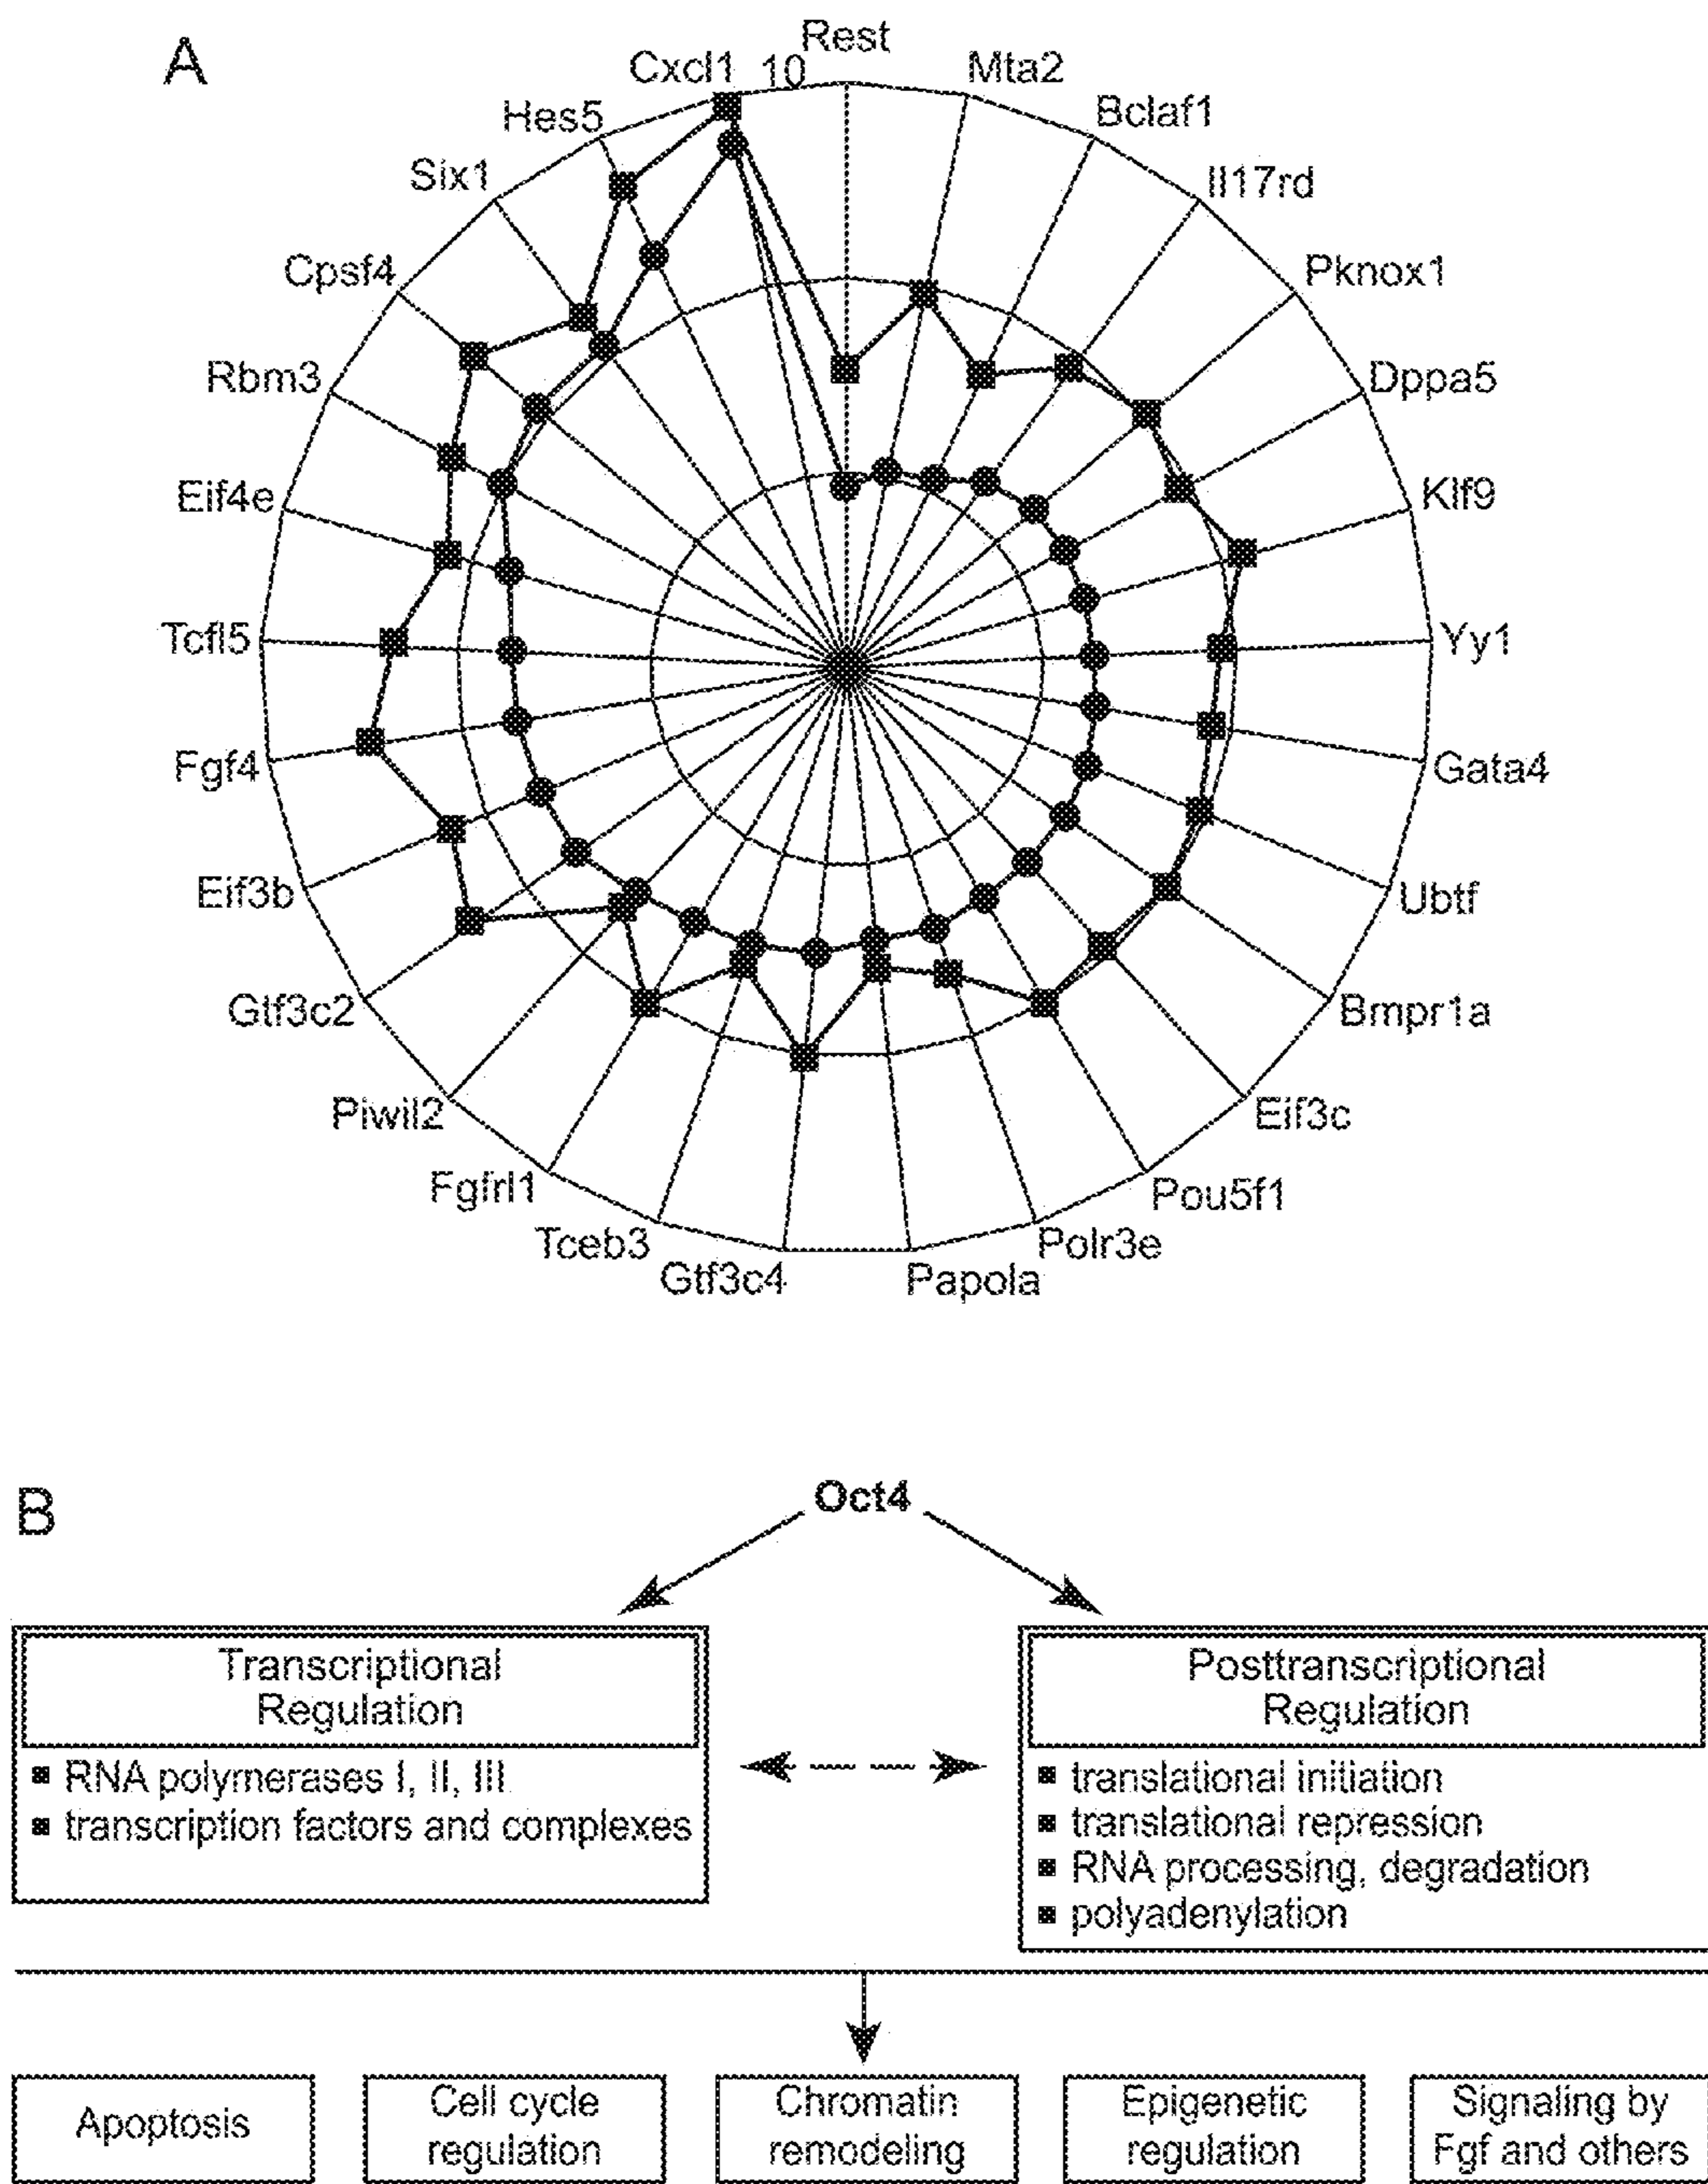 A
Rest
Mta2
Bclaf1
Il17rd
Pknox1
Dppa5
Klf9
Yy1
Gata4
Ubtf
Bmpr1a
Eif3c
Pou5f1
Polr3e
Papola
Gtf3c4
Tceb3
Fgfrl1
Piwil2
Gtf3c2
Eif3b
Fgf4
Tcfl5
Eif4e
Rbm3
Cpsf4
Six1
Hes5
Cxcl1
10
B
Oct4
Transcriptional
Regulation
▪ RNA polymerases I, II, III
▪ transcription factors and complexes
Posttranscriptional
Regulation
▪ translational initiation
▪ translational repression
▪ RNA processing, degradation
▪ polyadenylation
Apoptosis
Cell cycle
regulation
Chromatin
remodeling
Epigenetic
regulation
Signaling by
Fgf and others